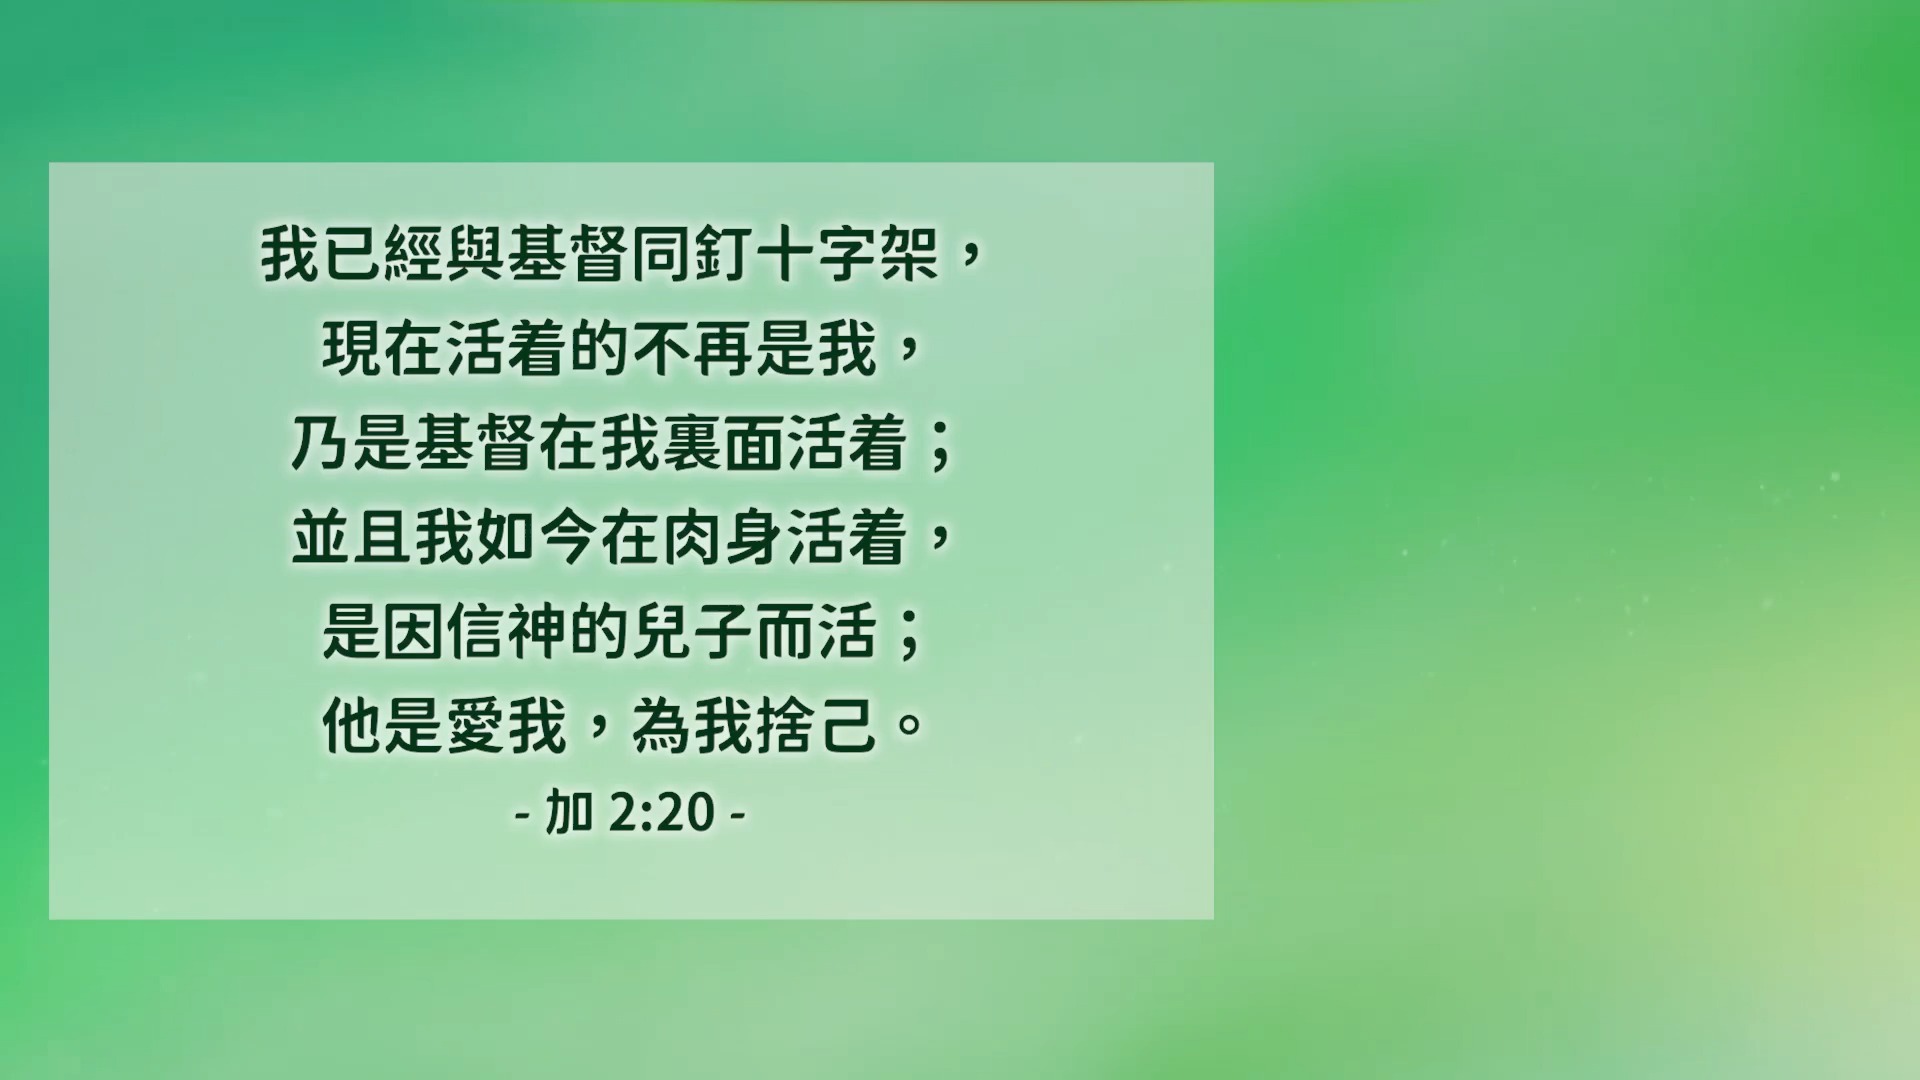 我已經與基督同釘十字架，
現在活着的不再是我，
乃是基督在我裏面活着；
並且我如今在肉身活着，
是因信神的兒子而活；
他是愛我，為我捨己。
- 加 2:20 -